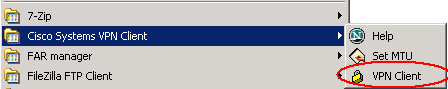 7-Zip
Cisco Systems VPN Client
Help
FAR manager
Set MTU
FileZilla FTP Client
VPN Client